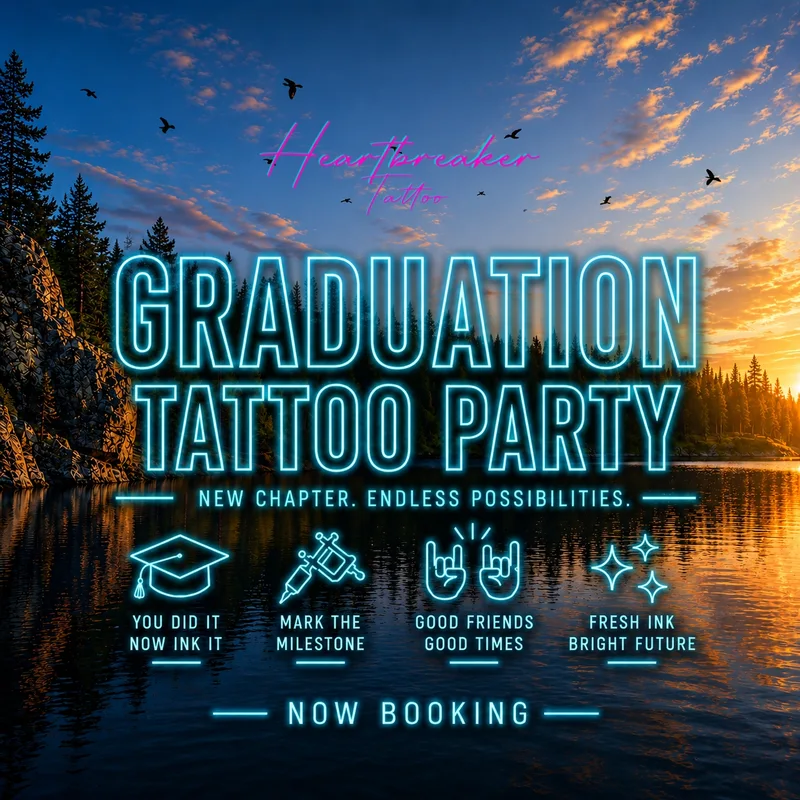 Heartbreaker
Tattoo
GRADUATION
TATTOO PARTY
NEW CHAPTER. ENDLESS POSSIBILITIES.
YOU DID IT
NOW INK IT
MARK THE
MILESTONE
GOOD FRIENDS
GOOD TIMES
FRESH INK
BRIGHT FUTURE
NOW BOOKING